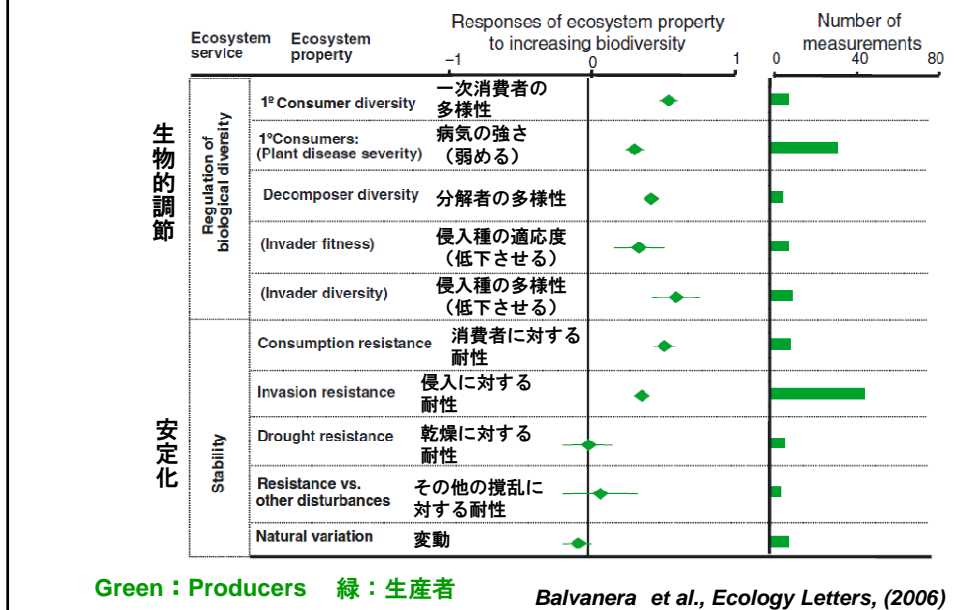 Responses of ecosystem property
to increasing biodiversity
Number of
measurements
Ecosystem
service
Ecosystem
property
−1
0
1
0
40
80
生物的調節
Regulation of
biological diversity
1º Consumer diversity
一次消費者の
多様性
1ºConsumers:
(Plant disease severity)
病気の強さ
（弱める）
Decomposer diversity
分解者の多様性
(Invader fitness)
侵入種の適応度
（低下させる）
(Invader diversity)
侵入種の多様性
（低下させる）
安定化
Stability
Consumption resistance
消費者に対する
耐性
Invasion resistance
侵入に対する
耐性
Drought resistance
乾燥に対する
耐性
Resistance vs.
other disturbances
その他の撹乱に
対する耐性
Natural variation
変動
Green：Producers 緑：生産者
Balvanera et al., Ecology Letters, (2006)